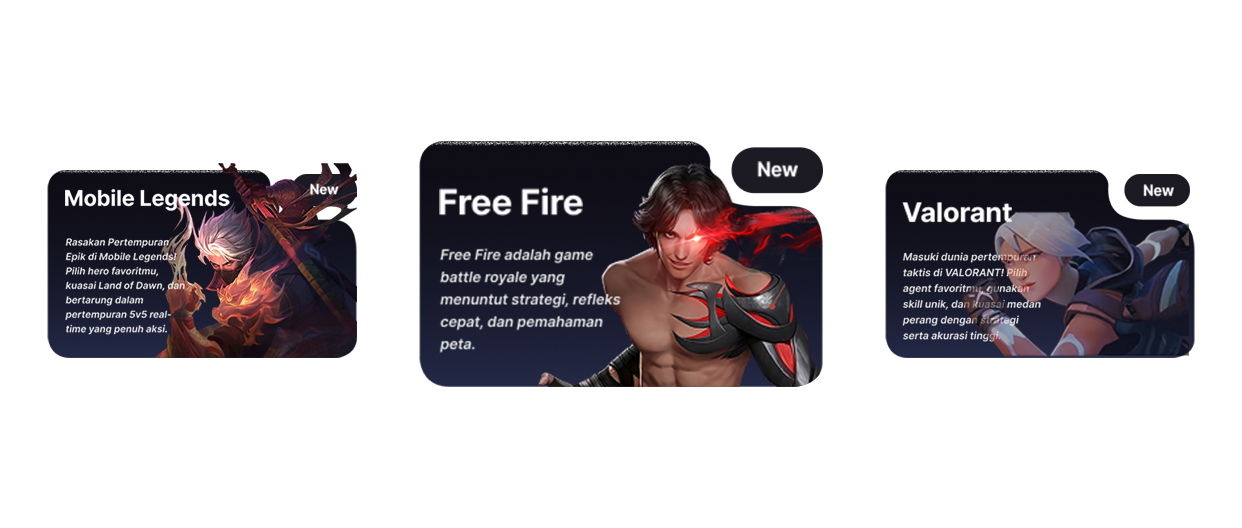 Mobile Legends
New
Rasakan Pertempuran
Epik di Mobile Legends!
Pilih hero favoritmu,
kuasai Land of Dawn, dan
bertarung dalam
pertempuran 5v5 real-
time yang penuh aksi.
Free Fire
New
Free Fire adalah game
battle royale yang
menuntut strategi, refleks
cepat, dan pemahaman
peta.
Valorant
New
Masuki dunia pertempuran
taktis di VALORANT! Pilih
agent favoritmu, gunakan
skill unik, dan kuasai medan
perang dengan strategi
serta akurasi tinggi.